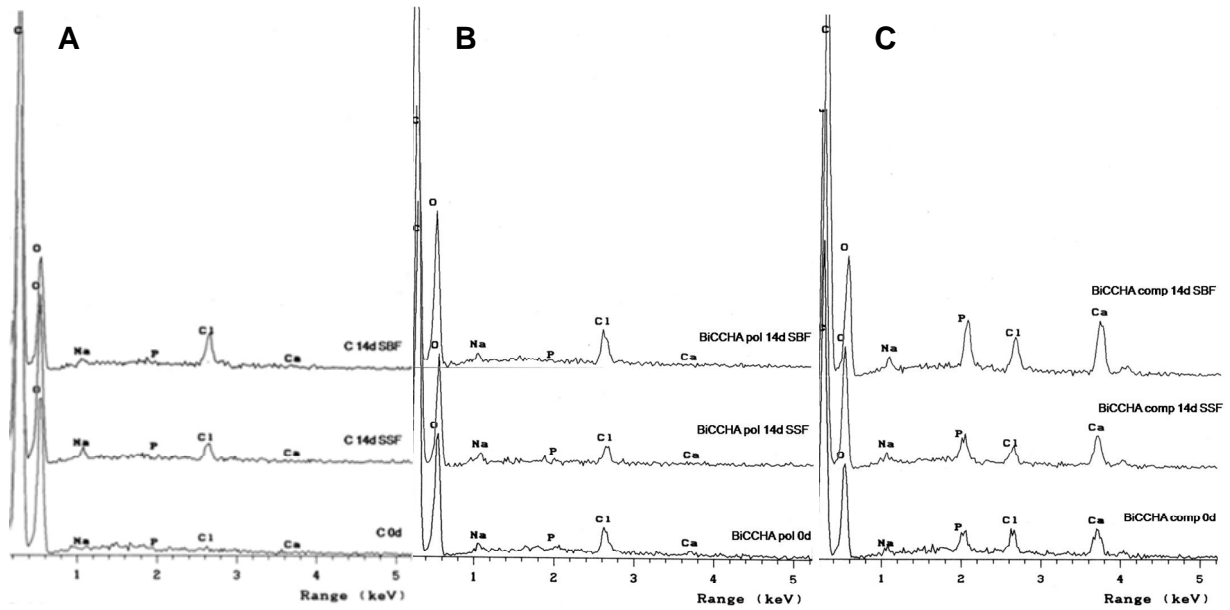 A
C
O
O
Na
P
Cl
Ca
C 14d SBF
O
Na
P
Cl
Ca
C 14d SSF
Na
P
Cl
Ca
C 0d
1 2 3 4 5
Range (keV)
B
C
O
C
Na
P
Cl
Ca
BiCCHA pol 14d SBF
O
Na
P
Cl
Ca
BiCCHA pol 14d SSF
O
Na
P
Cl
Ca
BiCCHA pol 0d
1 2 3 4 5
Range (keV)
C
C
O
Na
P
Cl
Ca
BiCCHA comp 14d SBF
Na
P
Cl
Ca
BiCCHA comp 14d SSF
O
Na
P
Cl
Ca
BiCCHA comp 0d
1 2 3 4 5
Range (keV)